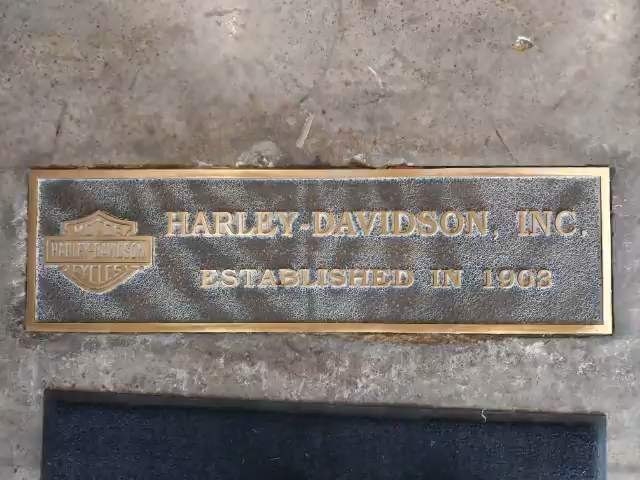 HARLEY-DAVIDSON, INC.
ESTABLISHED IN 1903
MOTOR
HARLEY-DAVIDSON
CYCLES